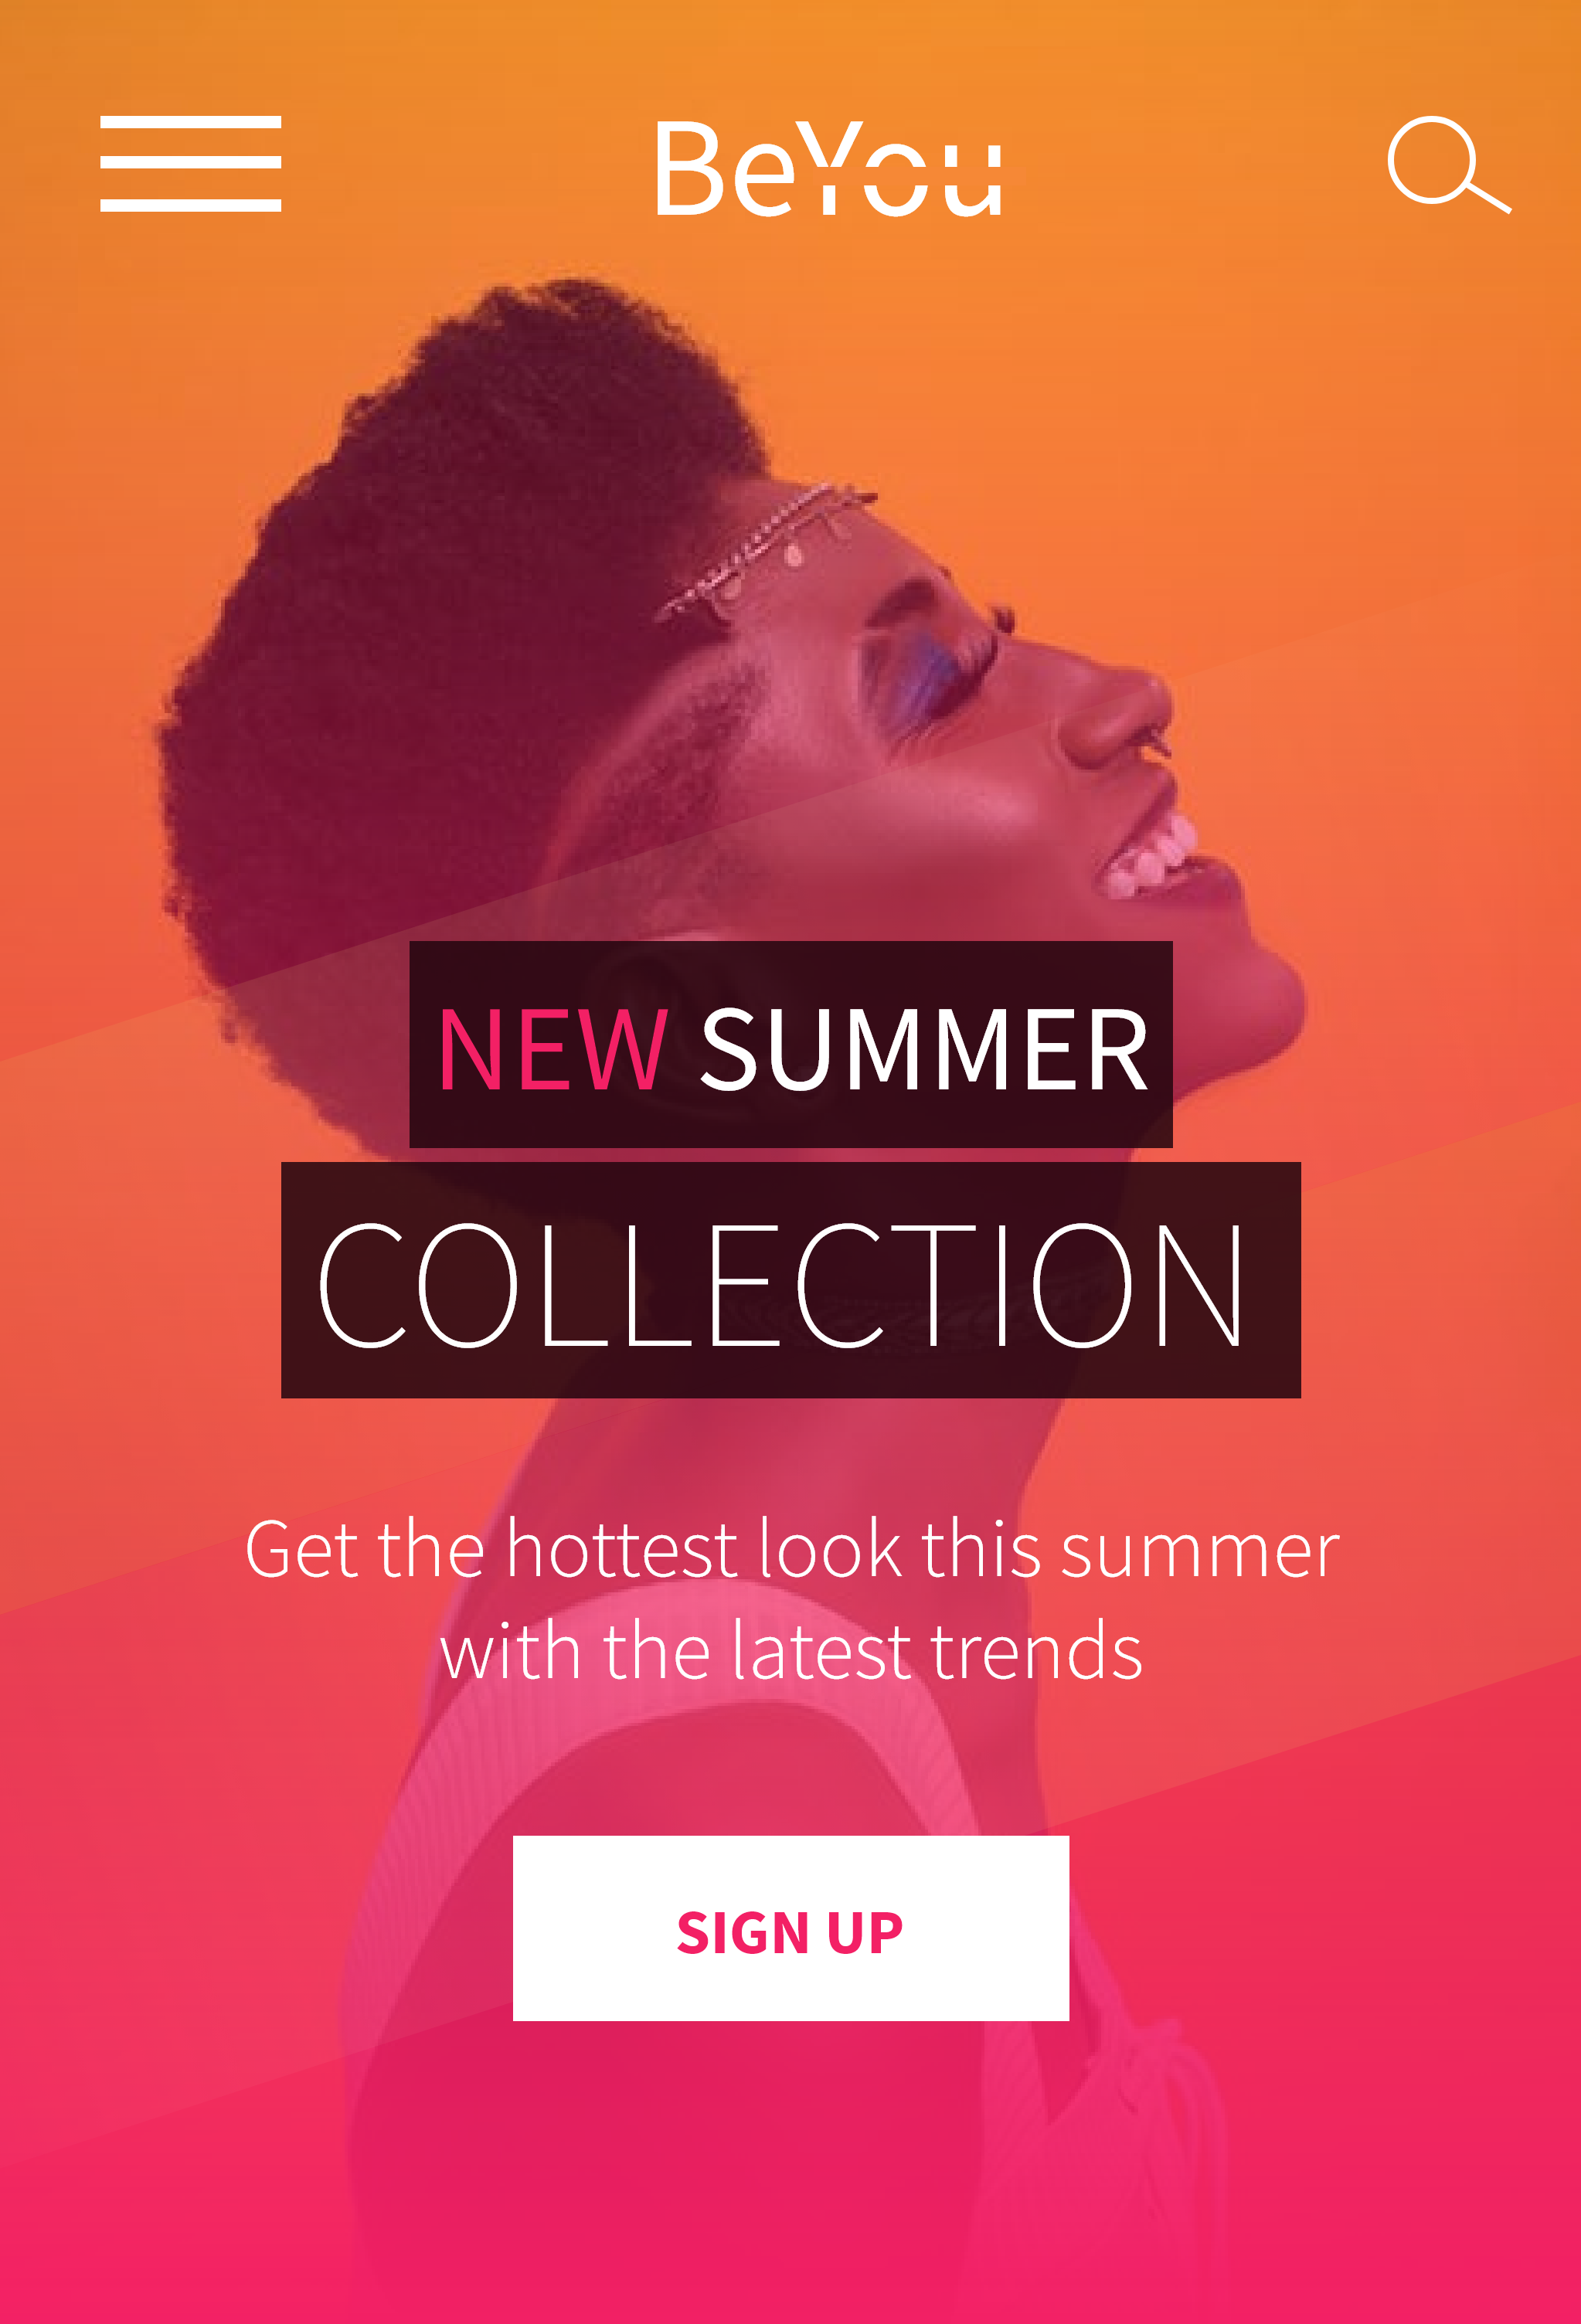 BeYou
NEW SUMMER
COLLECTION
Get the hottest look this summer
with the latest trends
SIGN UP